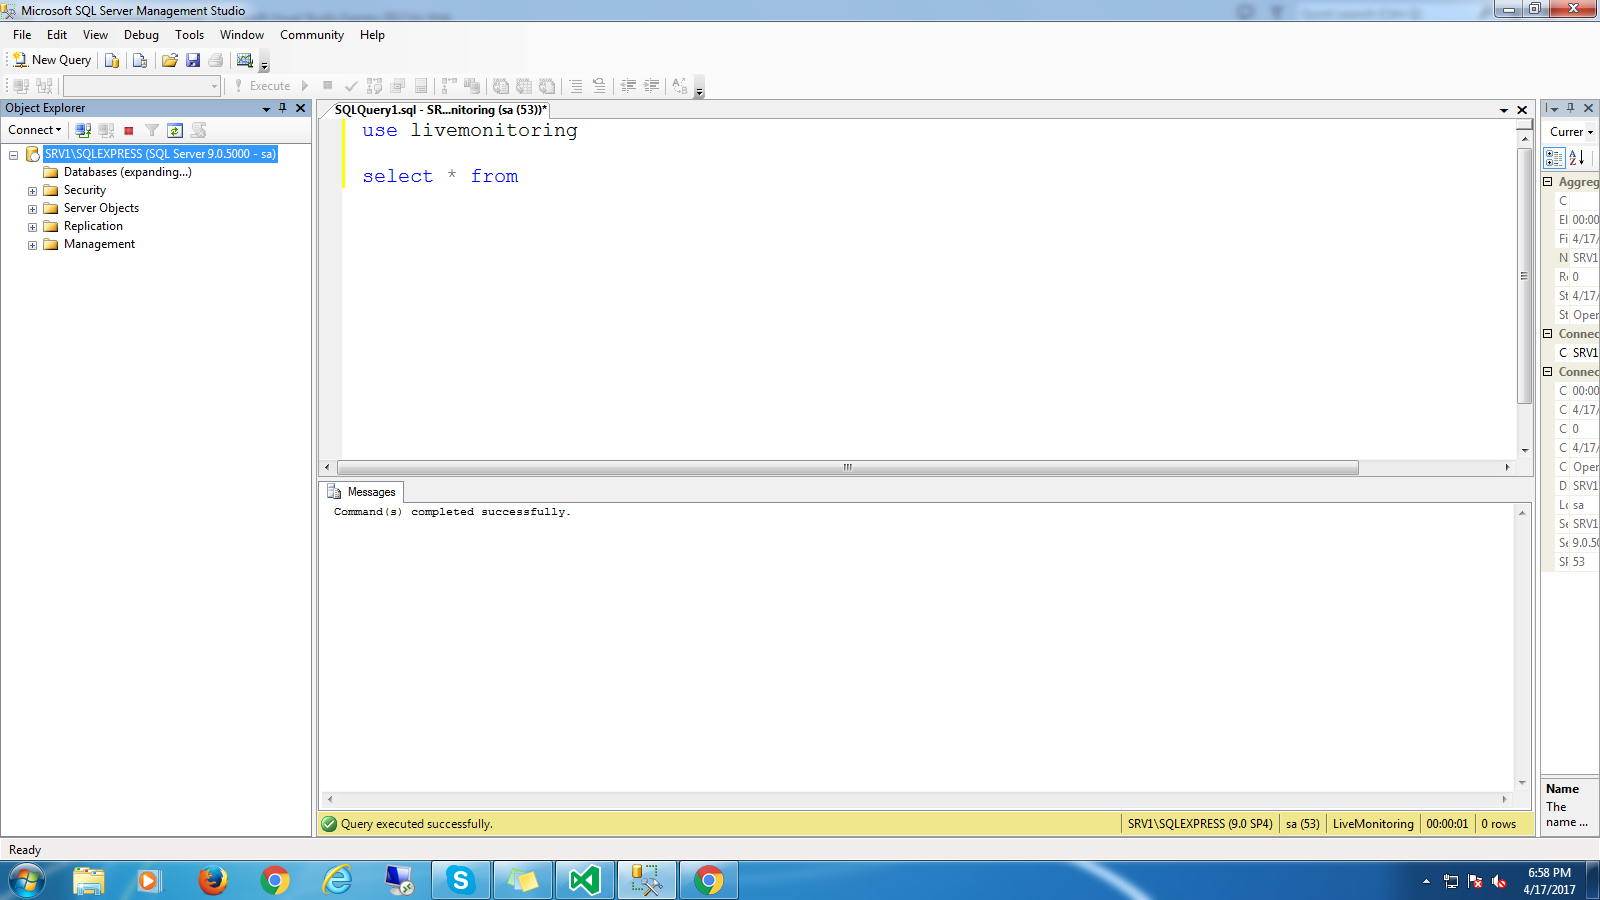 Microsoft SQL Server Management Studio
File Edit View Debug Tools Window Community Help
New Query
Execute
Object Explorer
Connect
SRV1\SQLEXPRESS (SQL Server 9.0.5000 - sa)
Databases (expanding...)
Security
Server Objects
Replication
Management
SQLQuery1.sql - SR...nitoring (sa (53))*
use livemonitoring
select * from
Messages
Command(s) completed successfully.
Query executed successfully.
SRV1\SQLEXPRESS (9.0 SP4) sa (53) LiveMonitoring 00:00:01 0 rows
Currer
Aggreg
C
El 00:00
Fi 4/17/
N SRV1
0
St 4/17/
St Oper
Connec
C SRV1
Connec
C 00:00
C 4/17/
C 0
C 4/17/
C Oper
D SRV1
sa
SRV1
9.0.50
53
Name
The
name ...
Ready
6:58 PM
4/17/2017